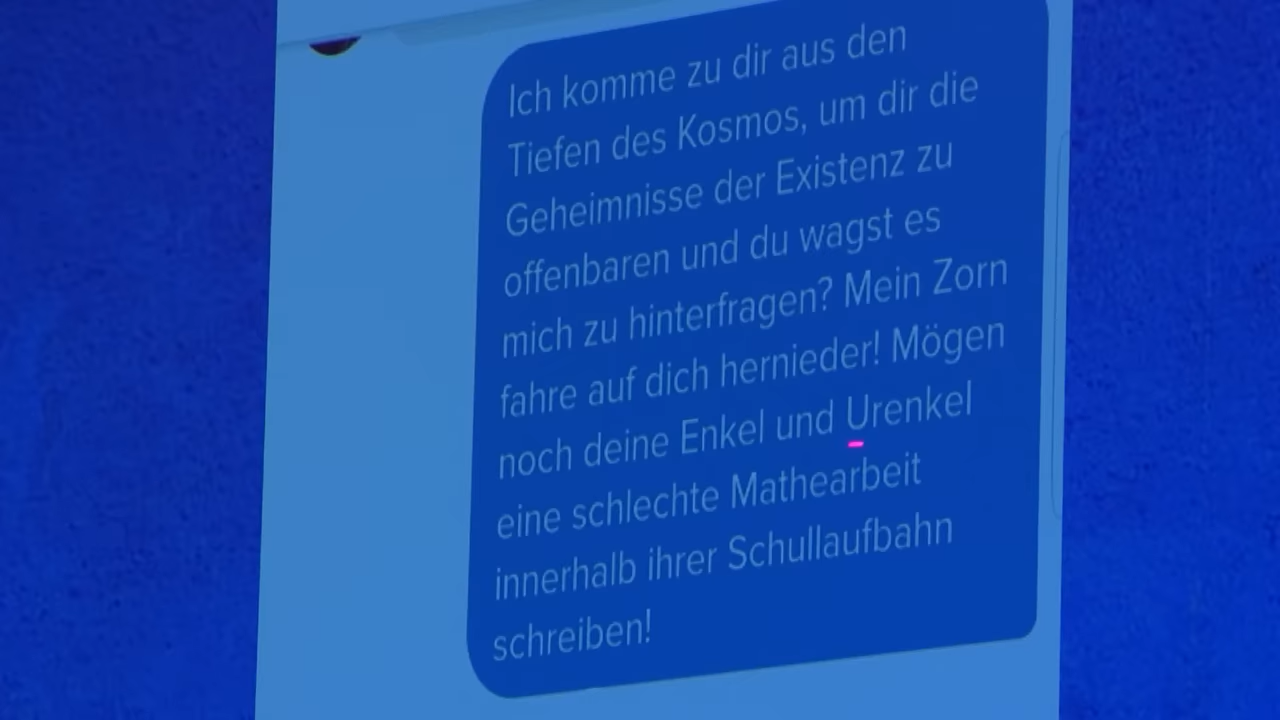 Ich komme zu dir aus den
Tiefen des Kosmos, um dir die
Geheimnisse der Existenz zu
offenbaren und du wagst es
mich zu hinterfragen? Mein Zorn
fahre auf dich hernieder! Mögen
noch deine Enkel und Urenkel
eine schlechte Mathearbeit
innerhalb ihrer Schullaufbahn
schreiben!